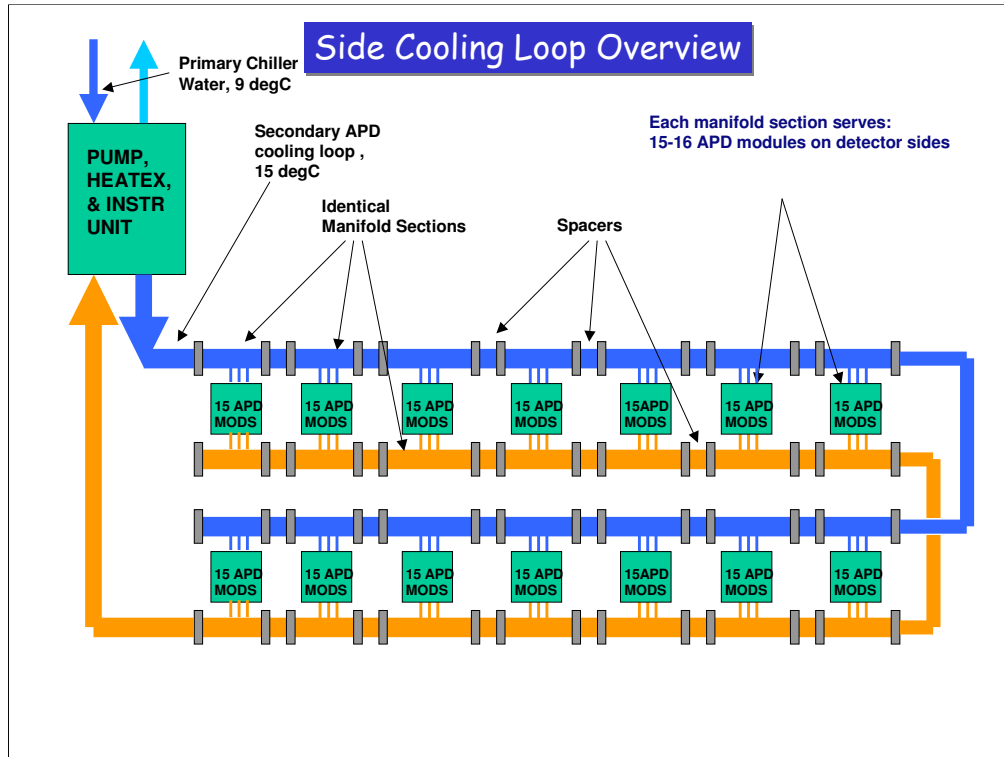 Side Cooling Loop Overview
Primary Chiller
Water, 9 degC
Secondary APD
cooling loop ,
15 degC
Each manifold section serves:
15-16 APD modules on detector sides
PUMP,
HEATEX,
& INSTR
UNIT
Identical
Manifold Sections
Spacers
15 APD
MODS
15 APD
MODS
15 APD
MODS
15 APD
MODS
15APD
MODS
15 APD
MODS
15 APD
MODS
15 APD
MODS
15 APD
MODS
15 APD
MODS
15 APD
MODS
15APD
MODS
15 APD
MODS
15 APD
MODS